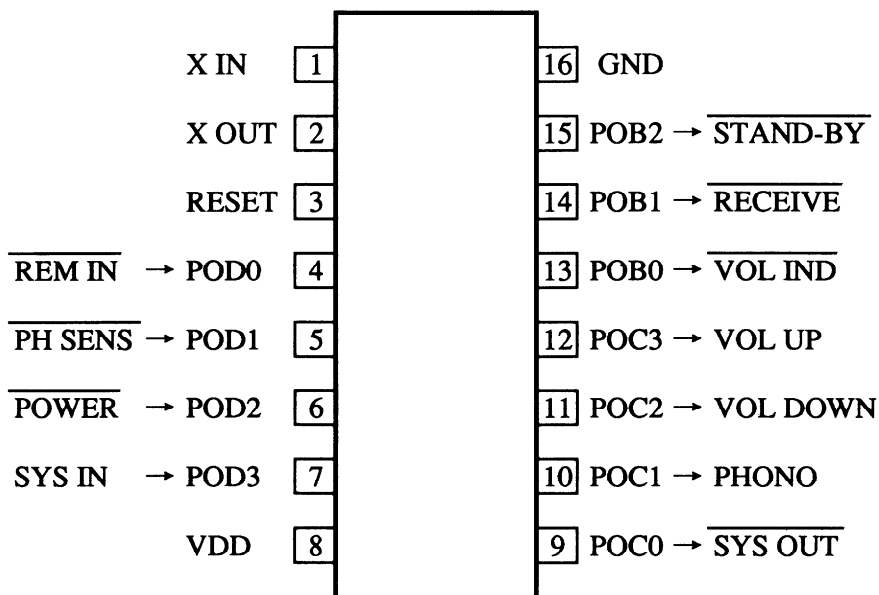 X IN 1 16 GND
X OUT 2 15 POB2 → STAND-BY
RESET 3 14 POB1 → RECEIVE
REM IN → POD0 4 13 POB0 → VOL IND
PH SENS → POD1 5 12 POC3 → VOL UP
POWER → POD2 6 11 POC2 → VOL DOWN
SYS IN → POD3 7 10 POC1 → PHONO
VDD 8 9 POC0 → SYS OUT